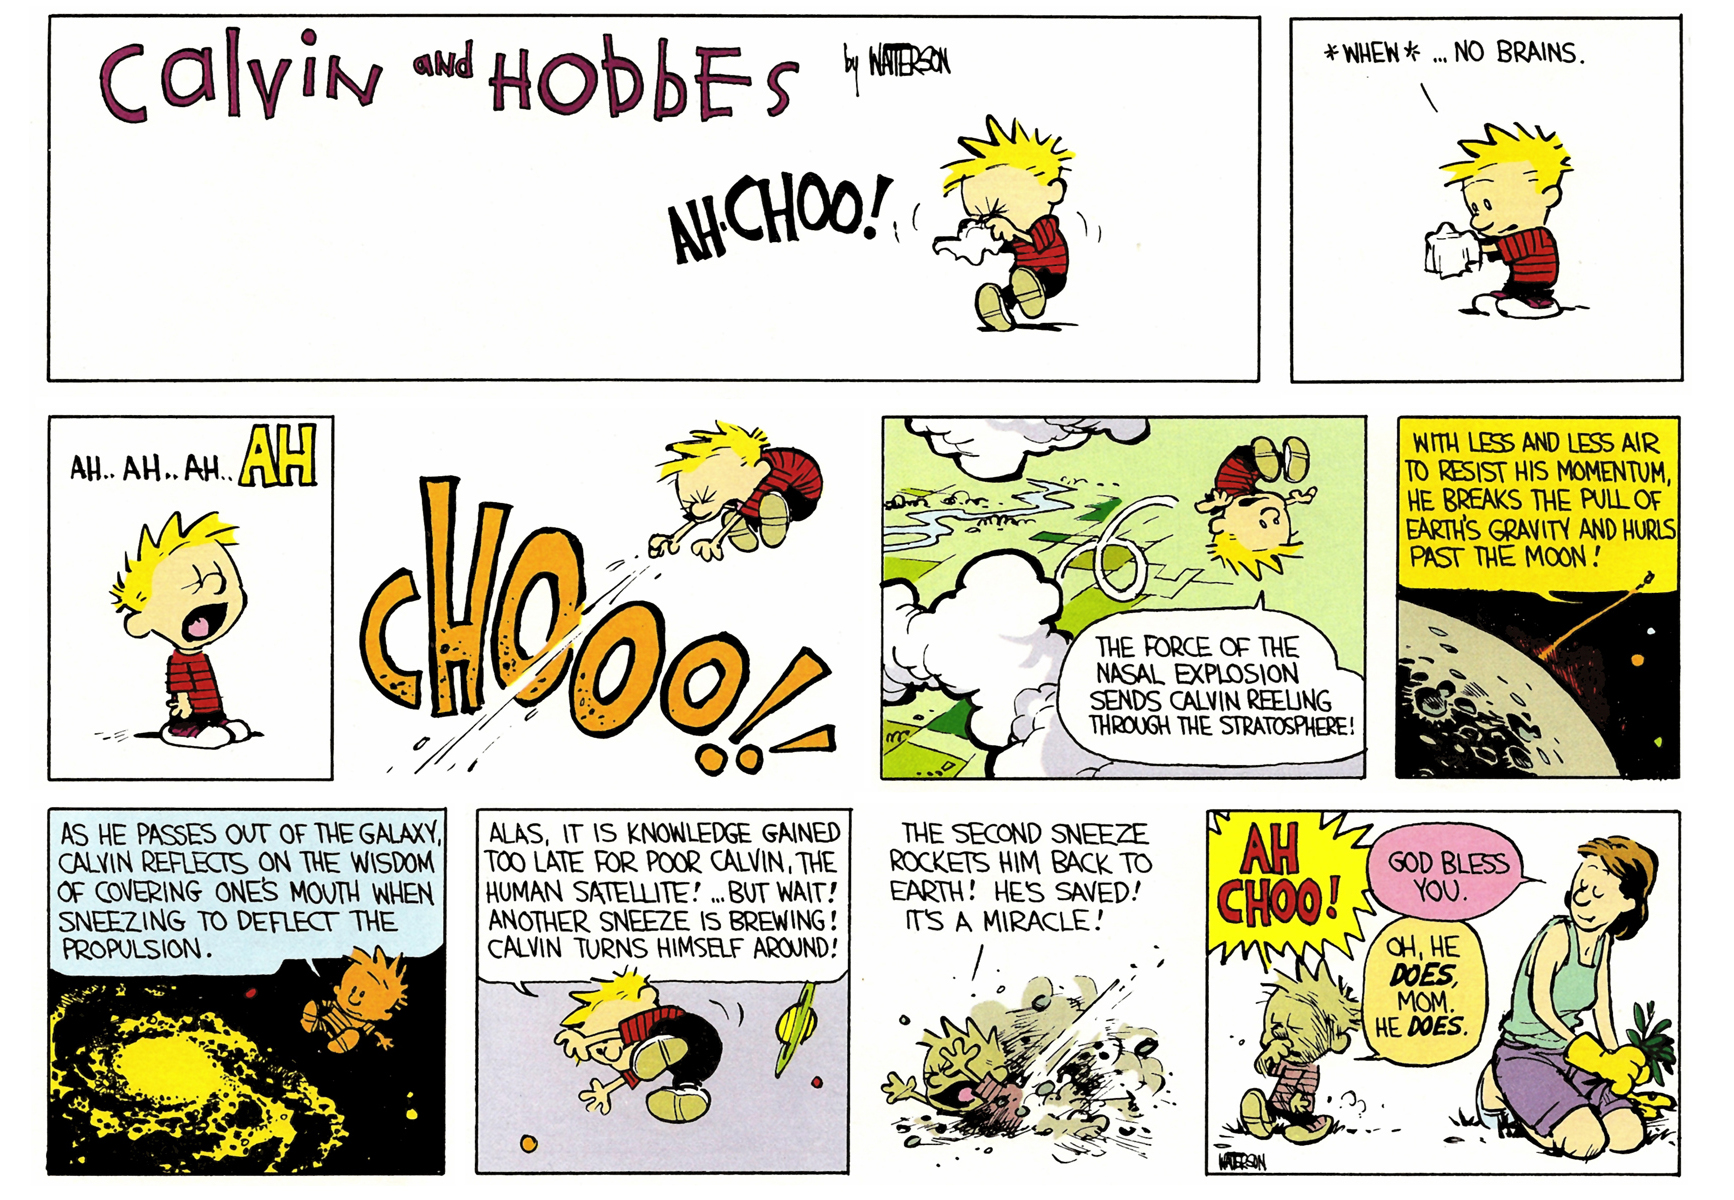 Calvin and HObbEs
by WATTERSON
AH-CHOO!
*WHEW* ... NO BRAINS.
AH.. AH.. AH.. AH
CHOOOO!!
THE FORCE OF THE
NASAL EXPLOSION
SENDS CALVIN REELING
THROUGH THE STRATOSPHERE!
WITH LESS AND LESS AIR
TO RESIST HIS MOMENTUM,
HE BREAKS THE PULL OF
EARTH'S GRAVITY AND HURLS
PAST THE MOON!
AS HE PASSES OUT OF THE GALAXY,
CALVIN REFLECTS ON THE WISDOM
OF COVERING ONE'S MOUTH WHEN
SNEEZING TO DEFLECT THE
PROPULSION.
ALAS, IT IS KNOWLEDGE GAINED
TOO LATE FOR POOR CALVIN, THE
HUMAN SATELLITE! ...BUT WAIT!
ANOTHER SNEEZE IS BREWING!
CALVIN TURNS HIMSELF AROUND!
THE SECOND SNEEZE
ROCKETS HIM BACK TO
EARTH! HE'S SAVED!
IT'S A MIRACLE!
AH
CHOO!
GOD BLESS
YOU.
OH, HE
DOES,
MOM.
HE DOES.
WATTERSON